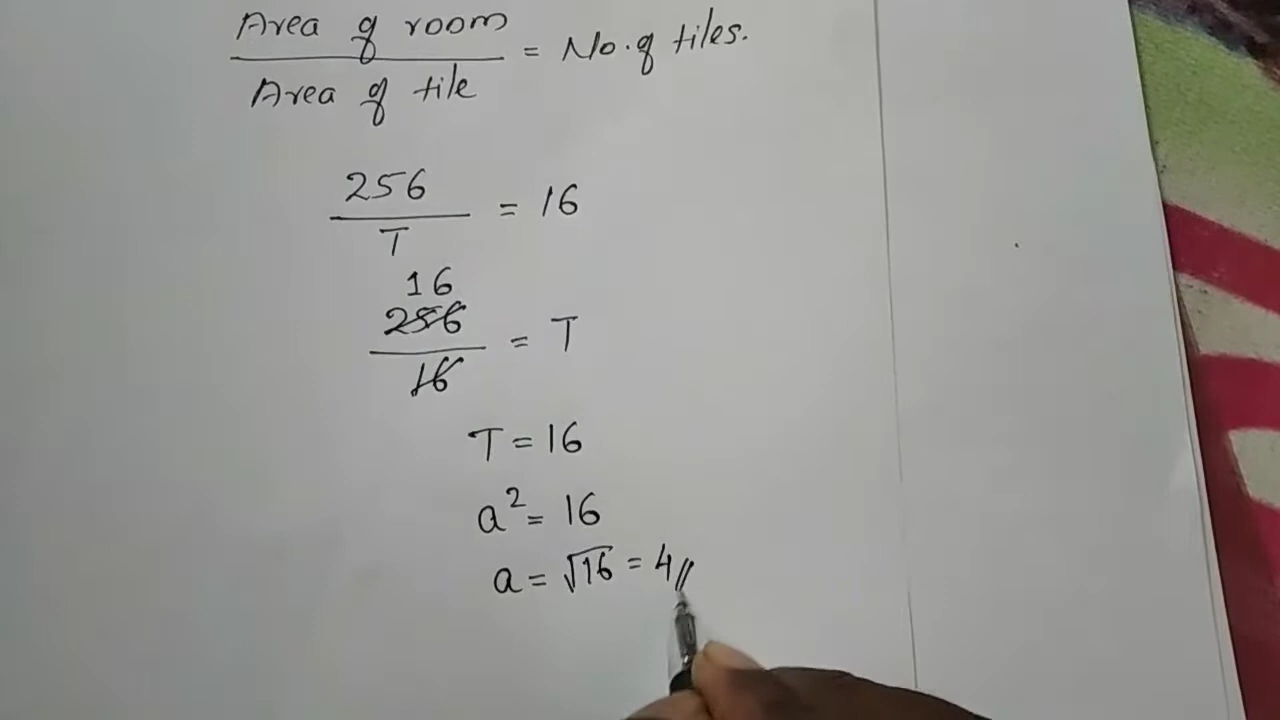 Area of room
Area of tile
= No. of tiles.
256
T
= 16
16
256
16
= T
T = 16
a² = 16
a = √16 = 4//